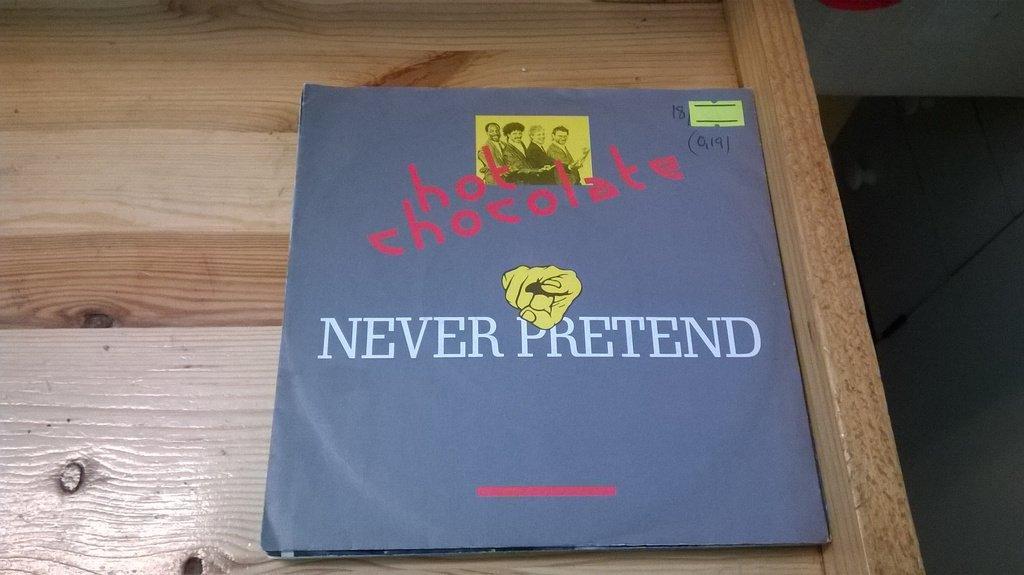 18
(0,19)
hot
chocolate
NEVER PRETEND